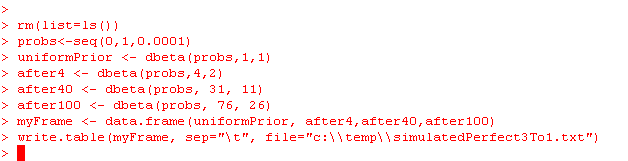 >
> rm(list=ls())
> probs<-seq(0,1,0.0001)
> uniformPrior <- dbeta(probs,1,1)
> after4 <- dbeta(probs,4,2)
> after40 <- dbeta(probs, 31, 11)
> after100 <- dbeta(probs, 76, 26)
> myFrame <- data.frame(uniformPrior, after4,after40,after100)
> write.table(myFrame, sep="\t", file="c:\\temp\\simulatedPerfect3To1.txt")
>